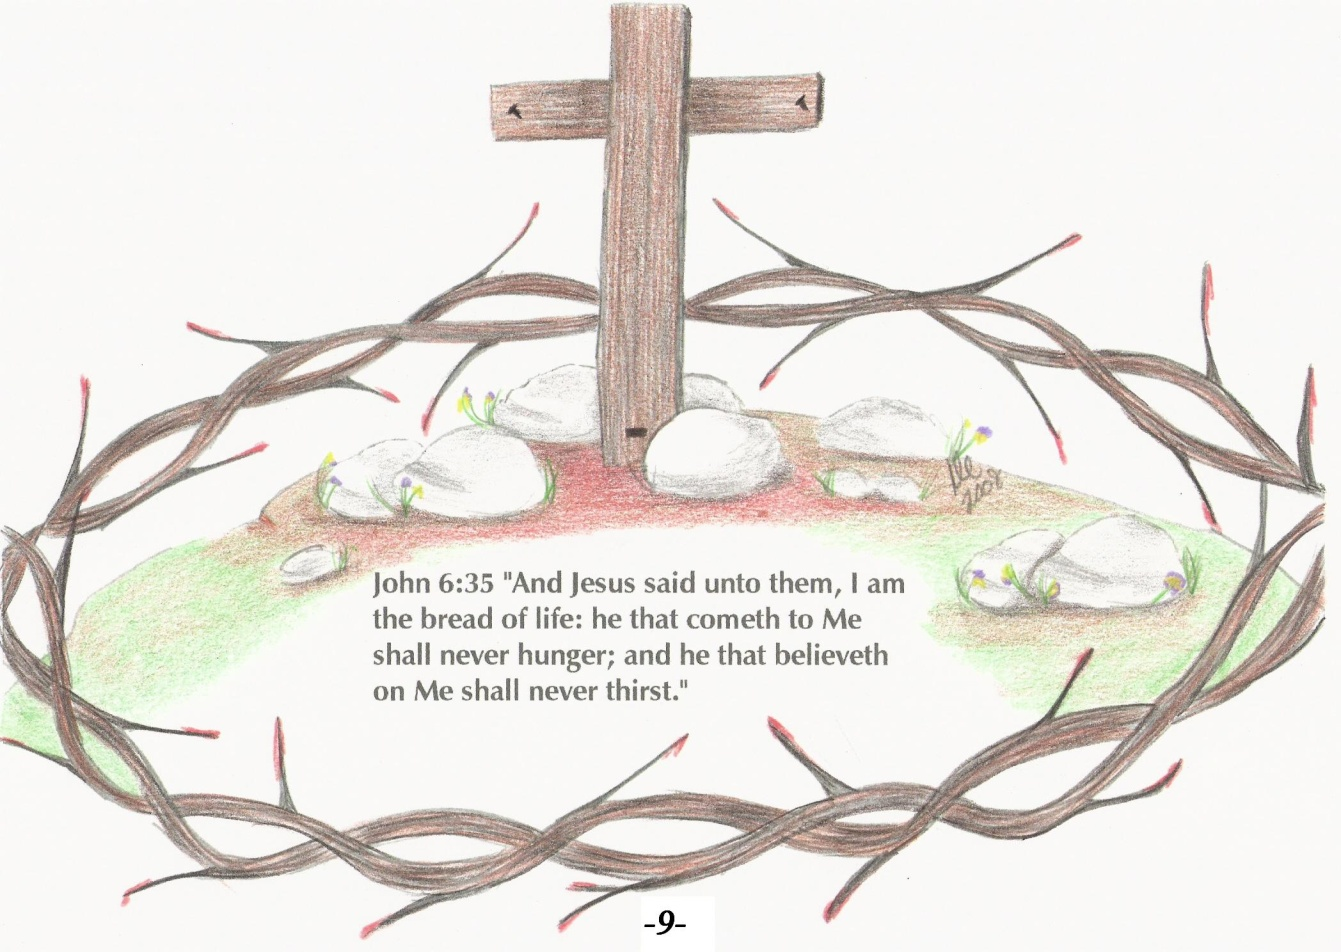 2008
John 6:35 "And Jesus said unto them, I am
the bread of life: he that cometh to Me
shall never hunger; and he that believeth
on Me shall never thirst."
-9-